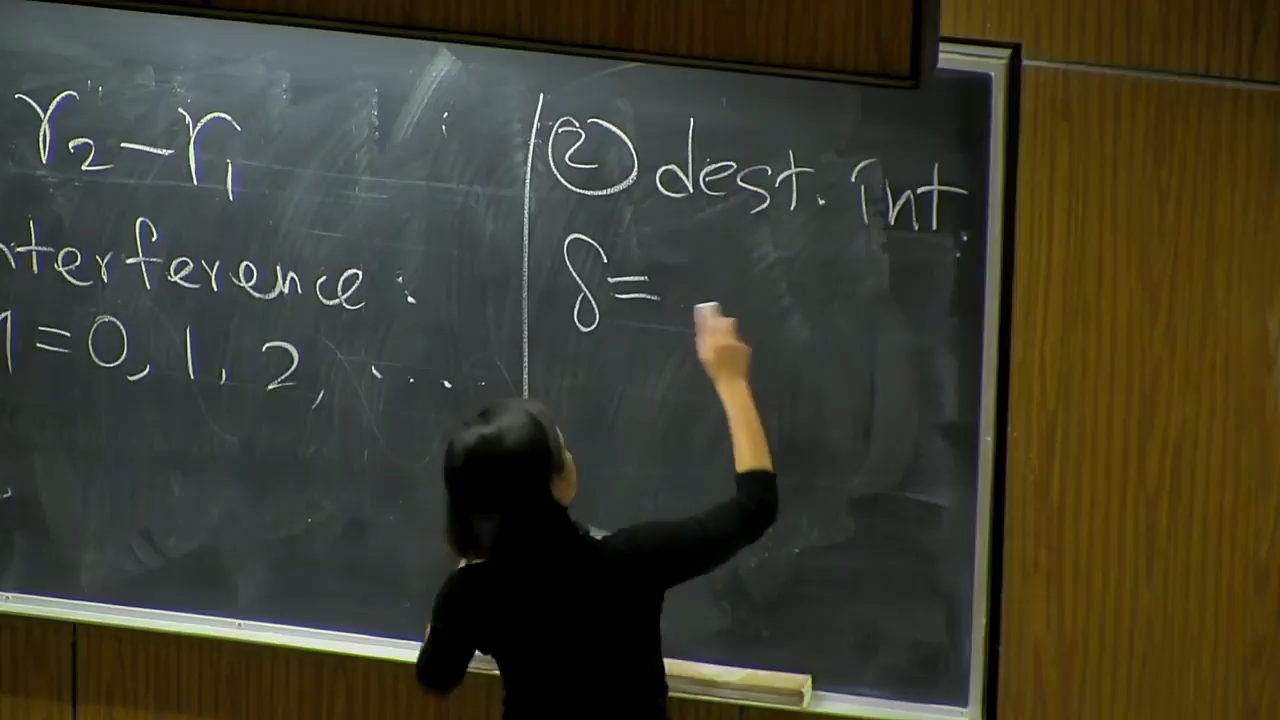 r₂-r₁
nterference:
=0, 1, 2, ....
② dest. int
δ=